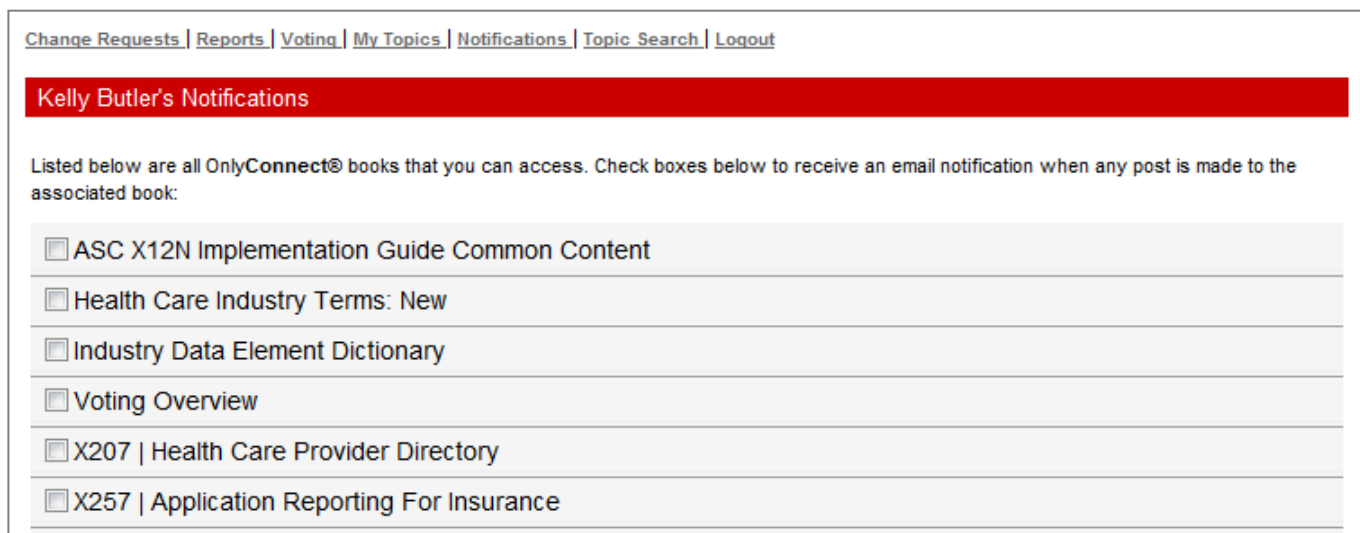 Change Requests | Reports | Voting | My Topics | Notifications | Topic Search | Logout
Kelly Butler's Notifications
Listed below are all OnlyConnect® books that you can access. Check boxes below to receive an email notification when any post is made to the
associated book:
ASC X12N Implementation Guide Common Content
Health Care Industry Terms: New
Industry Data Element Dictionary
Voting Overview
X207 | Health Care Provider Directory
X257 | Application Reporting For Insurance